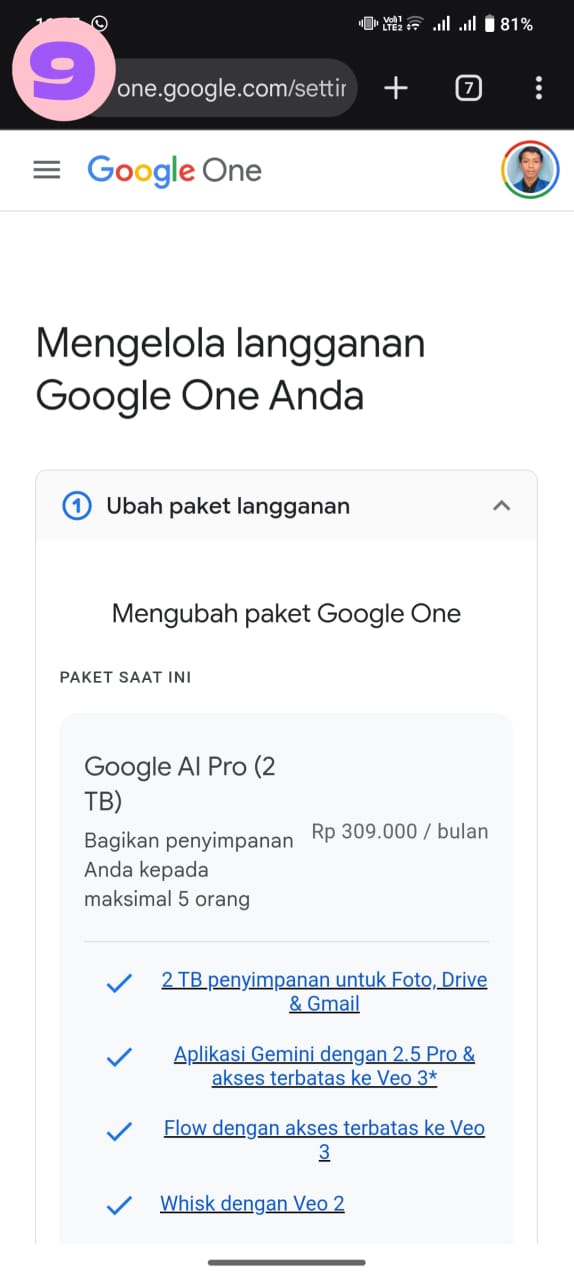 Vo))1
LTE2
81%
9
one.google.com/settir
7
Google One
Mengelola langganan
Google One Anda
1 Ubah paket langganan
Mengubah paket Google One
PAKET SAAT INI
Google AI Pro (2
TB)
Bagikan penyimpanan
Anda kepada
maksimal 5 orang
Rp 309.000 / bulan
2 TB penyimpanan untuk Foto, Drive
& Gmail
Aplikasi Gemini dengan 2.5 Pro &
akses terbatas ke Veo 3*
Flow dengan akses terbatas ke Veo
3
Whisk dengan Veo 2